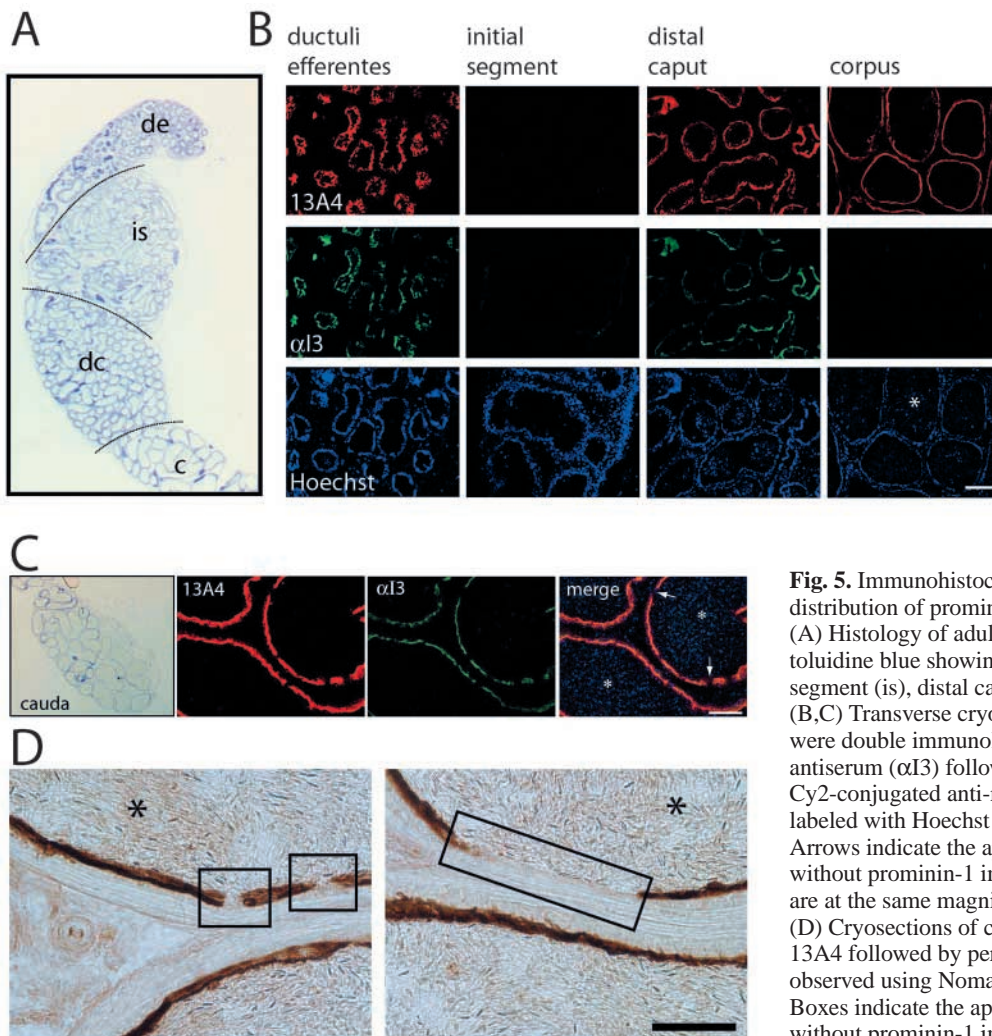 A
de
is
dc
c
B
ductuli efferentes
initial segment
distal caput
corpus
13A4
αI3
Hoechst
*
C
cauda
13A4
αI3
merge
*
*
D
*
*
Fig. 5. Immunohistoc
distribution of promin
(A) Histology of adul
toluidine blue showin
segment (is), distal ca
(B,C) Transverse cryo
were double immunol
antiserum (αI3) follow
Cy2-conjugated anti-r
labeled with Hoechst
Arrows indicate the a
without prominin-1 in
are at the same magni
(D) Cryosections of c
13A4 followed by per
observed using Noma
Boxes indicate the ap
without prominin-1 in